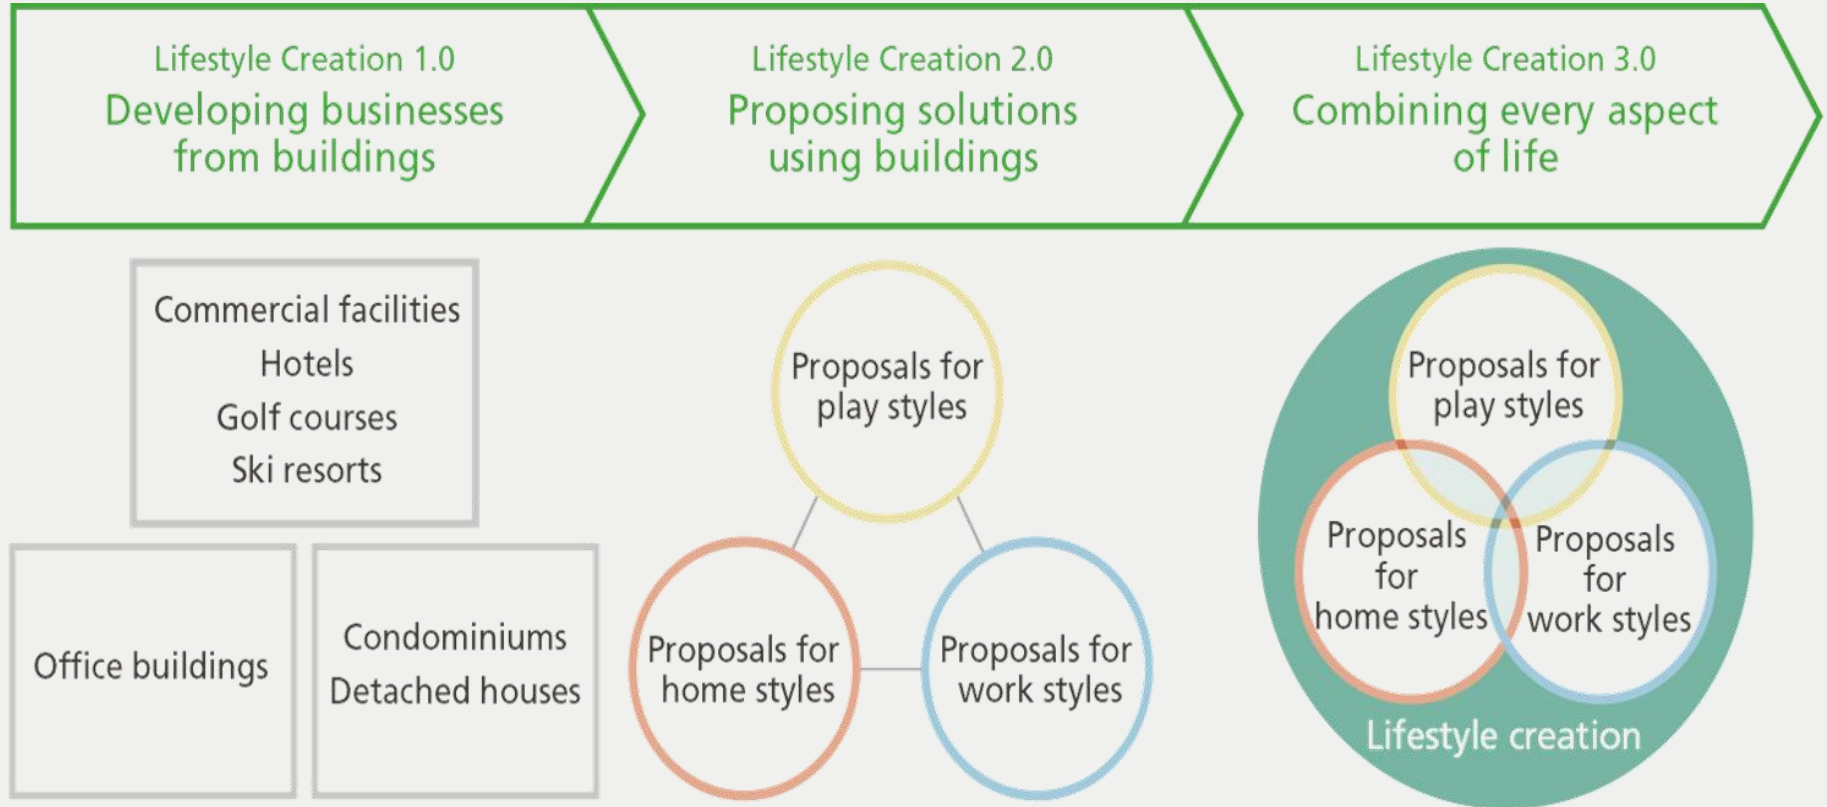 Lifestyle Creation 1.0
Developing businesses
from buildings
Lifestyle Creation 2.0
Proposing solutions
using buildings
Lifestyle Creation 3.0
Combining every aspect
of life
Commercial facilities
Hotels
Golf courses
Ski resorts
Office buildings
Condominiums
Detached houses
Proposals for
play styles
Proposals for
home styles
Proposals for
work styles
Proposals for
play styles
Proposals
for
home styles
Proposals
for
work styles
Lifestyle creation